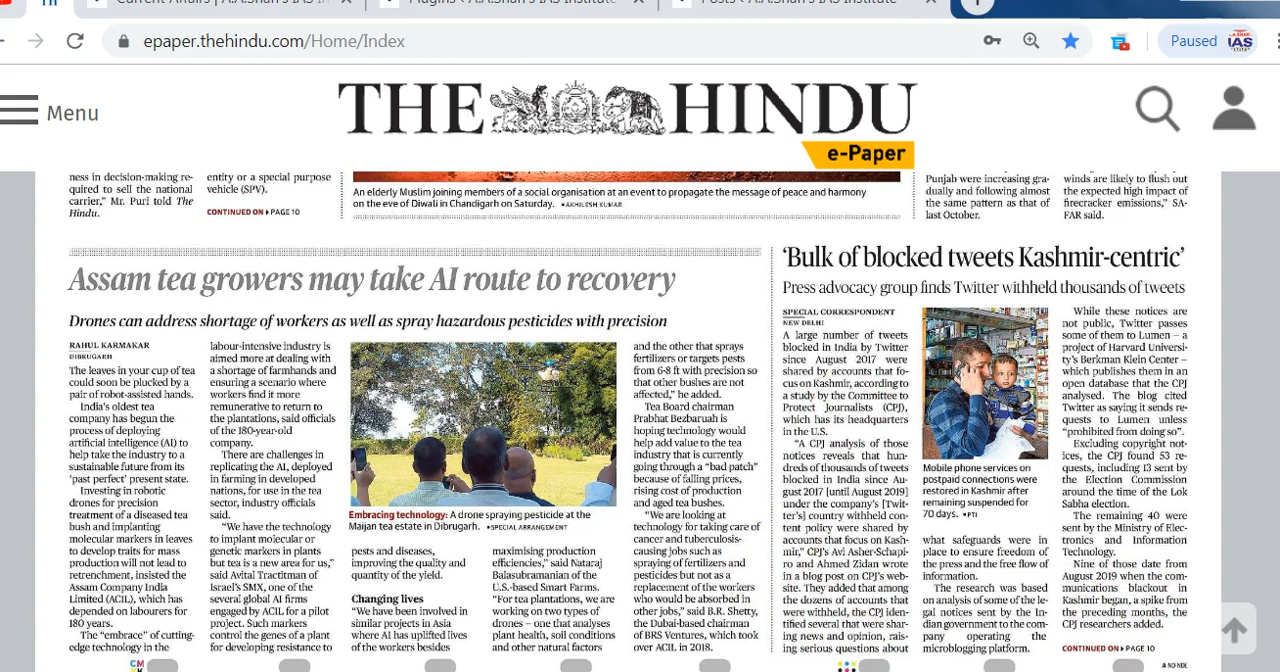 Current Affairs | A.A.Shah's IAS In
Plugins ‹ A.A.Shah's IAS Institute
Posts ‹ A.A.Shah's IAS Institute
epaper.thehindu.com/Home/Index
Paused
IAS
Menu
THE HINDU
e-Paper
ness in decision-making re-
quired to sell the national
carrier," Mr. Puri told The
Hindu.
entity or a special purpose
vehicle (SPV).
CONTINUED ON ▸ PAGE 10
An elderly Muslim joining members of a social organisation at an event to propagate the message of peace and harmony
on the eve of Diwali in Chandigarh on Saturday. • AKHILESH KUMAR
Punjab were increasing gra-
dually and following almost
the same pattern as that of
last October.
winds are likely to flush out
the expected high impact of
firecracker emissions," SA-
FAR said.
Assam tea growers may take AI route to recovery
Drones can address shortage of workers as well as spray hazardous pesticides with precision
RAHUL KARMAKAR
DIBRUGARH
The leaves in your cup of tea
could soon be plucked by a
pair of robot-assisted hands.
India's oldest tea
company has begun the
process of deploying
artificial intelligence (AI) to
help take the industry to a
sustainable future from its
'past perfect' present state.
Investing in robotic
drones for precision
treatment of a diseased tea
bush and implanting
molecular markers in leaves
to develop traits for mass
production will not lead to
retrenchment, insisted the
Assam Company India
Limited (ACIL), which has
depended on labourers for
180 years.
The "embrace" of cutting-
edge technology in the
labour-intensive industry is
aimed more at dealing with
a shortage of farmhands and
ensuring a scenario where
workers find it more
remunerative to return to
the plantations, said officials
of the 180-year-old
company.
There are challenges in
replicating the AI, deployed
in farming in developed
nations, for use in the tea
sector, industry officials
said.
"We have the technology
to implant molecular or
genetic markers in plants
but tea is a new area for us,"
said Avital Tractitman of
Israel's SMX, one of the
several global AI firms
engaged by ACIL for a pilot
project. Such markers
control the genes of a plant
for developing resistance to
Embracing technology: A drone spraying pesticide at the
Maijan tea estate in Dibrugarh. • SPECIAL ARRANGEMENT
pests and diseases,
improving the quality and
quantity of the yield.
Changing lives
"We have been involved in
similar projects in Asia
where AI has uplifted lives
of the workers besides
maximising production
efficiencies," said Nataraj
Balasubramanian of the
U.S.-based Smart Farms.
"For tea plantations, we are
working on two types of
drones – one that analyses
plant health, soil conditions
and other natural factors
and the other that sprays
fertilizers or targets pests
from 6-8 ft with precision so
that other bushes are not
affected," he added.
Tea Board chairman
Prabhat Bezbaruah is
hoping technology would
help add value to the tea
industry that is currently
going through a "bad patch"
because of falling prices,
rising cost of production
and aged tea bushes.
"We are looking at
technology for taking care of
cancer and tuberculosis-
causing jobs such as
spraying of fertilizers and
pesticides but not as a
replacement of the workers
who would be absorbed in
other jobs," said B.R. Shetty,
the Dubai-based chairman
of BRS Ventures, which took
over ACIL in 2018.
'Bulk of blocked tweets Kashmir-centric'
Press advocacy group finds Twitter withheld thousands of tweets
SPECIAL CORRESPONDENT
NEW DELHI
A large number of tweets
blocked in India by Twitter
since August 2017 were
shared by accounts that fo-
cus on Kashmir, according to
a study by the Committee to
Protect Journalists (CPJ),
which has its headquarters
in the U.S.
"A CPJ analysis of those
notices reveals that hun-
dreds of thousands of tweets
blocked in India since Au-
gust 2017 [until August 2019]
under the company's [Twit-
ter's] country withheld con-
tent policy were shared by
accounts that focus on Kash-
mir," CPJ's Avi Asher-Schapi-
ro and Ahmed Zidan wrote
in a blog post on CPJ's web-
site. They added that among
the dozens of accounts that
were withheld, the CPJ iden-
tified several that were shar-
ing news and opinion, rais-
ing serious questions about
Mobile phone services on
postpaid connections were
restored in Kashmir after
remaining suspended for
70 days. • PTI
what safeguards were in
place to ensure freedom of
the press and the free flow of
information.
The research was based
on analysis of some of the le-
gal notices sent by the In-
dian government to the com-
pany operating the
microblogging platform.
While these notices are
not public, Twitter passes
some of them to Lumen – a
project of Harvard Universi-
ty's Berkman Klein Center –
which publishes them in an
open database that the CPJ
analysed. The blog cited
Twitter as saying it sends re-
quests to Lumen unless
"prohibited from doing so".
Excluding copyright not-
ices, the CPJ found 53 re-
quests, including 13 sent by
the Election Commission
around the time of the Lok
Sabha election.
The remaining 40 were
sent by the Ministry of Elec-
tronics and Information
Technology.
Nine of those date from
August 2019 when the com-
munications blackout in
Kashmir began, a spike from
the preceding months, the
CPJ researchers added.
CONTINUED ON ▸ PAGE 10
CM
A ND NDE